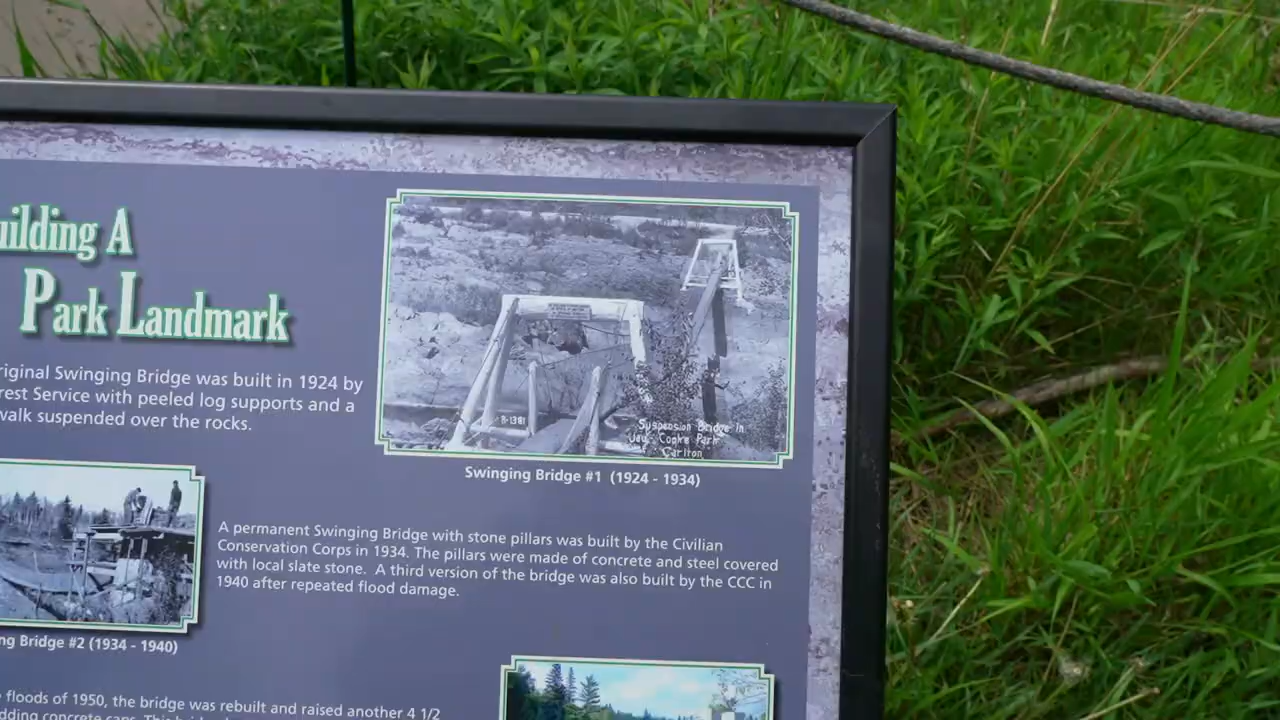 uilding A
Park Landmark
riginal Swinging Bridge was built in 1924 by
rest Service with peeled log supports and a
walk suspended over the rocks.
R-1381
Suspension Bridge in
Jay Cooke Park
Carlton
Swinging Bridge #1 (1924 - 1934)
A permanent Swinging Bridge with stone pillars was built by the Civilian
Conservation Corps in 1934. The pillars were made of concrete and steel covered
with local slate stone. A third version of the bridge was also built by the CCC in
1940 after repeated flood damage.
ng Bridge #2 (1934 - 1940)
floods of 1950, the bridge was rebuilt and raised another 4 1/2
dding concrete caps. This